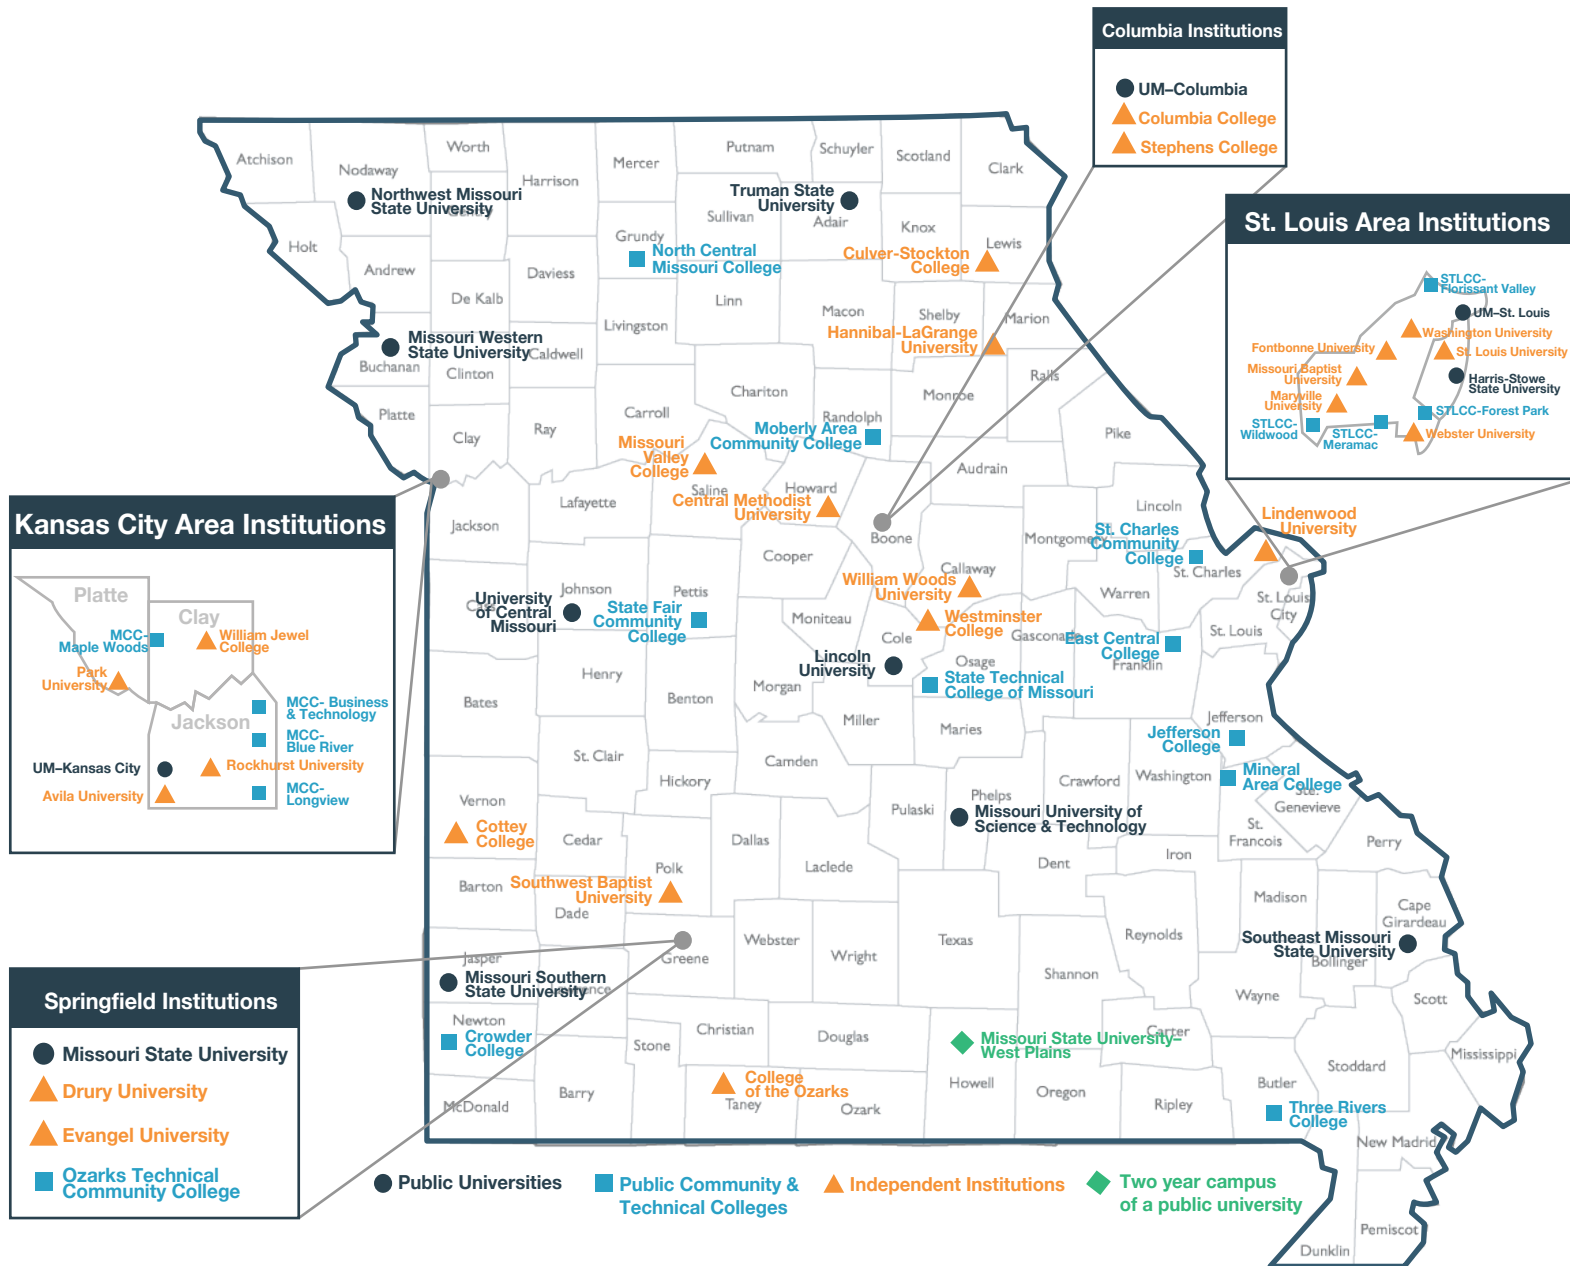 Columbia Institutions
UM–Columbia
Columbia College
Stephens College
St. Louis Area Institutions
STLCC-
Florissant Valley
UM–St. Louis
Washington University
Fontbonne University
St. Louis University
Missouri Baptist
University
Harris-Stowe
State University
Maryville
University
STLCC-Forest Park
STLCC-
Wildwood
STLCC-
Meramac
Webster University
Atchison
Nodaway
Worth
Harrison
Mercer
Putnam
Schuyler
Scotland
Clark
Northwest Missouri
State University
Gentry
Truman State
University
Sullivan
Adair
Knox
Lewis
Holt
Andrew
De Kalb
Daviess
Grundy
North Central
Missouri College
Linn
Macon
Shelby
Marion
Culver-Stockton
College
Hannibal-LaGrange
University
Missouri Western
State University
Buchanan
Clinton
Caldwell
Livingston
Chariton
Randolph
Monroe
Ralls
Platte
Clay
Ray
Carroll
Missouri
Valley
College
Saline
Moberly Area
Community College
Howard
Central Methodist
University
Audrain
Pike
Lincoln
Lindenwood
University
Jackson
Lafayette
Cooper
Boone
Callaway
Montgomery
St. Charles
Community
College
St. Charles
Warren
St. Louis
City
St. Louis
Kansas City Area Institutions
Platte
Clay
MCC-
Maple Woods
William Jewel
College
Park
University
MCC- Business
& Technology
Jackson
MCC-
Blue River
UM–Kansas City
Rockhurst University
Avila University
MCC-
Longview
Cass
Johnson
University
of Central
Missouri
Pettis
State Fair
Community
College
Moniteau
Cole
William Woods
University
Westminster
College
Lincoln
University
Osage
State Technical
College of Missouri
Gasconade
East Central
College
Franklin
Bates
Henry
Benton
Morgan
Miller
Maries
Jefferson
Jefferson
College
Mineral
Area College
Washington
Crawford
Ste.
Genevieve
St.
Francois
Perry
St. Clair
Hickory
Camden
Pulaski
Phelps
Missouri University of
Science & Technology
Vernon
Cottey
College
Cedar
Polk
Dallas
Laclede
Dent
Iron
Madison
Cape
Girardeau
Barton
Southwest Baptist
University
Dade
Greene
Webster
Wright
Texas
Shannon
Reynolds
Southeast Missouri
State University
Bollinger
Wayne
Scott
Jasper
Missouri Southern
State University
Lawrence
Newton
Crowder
College
Stone
Christian
Douglas
Missouri State University–
West Plains
Howell
Oregon
Carter
Ripley
Butler
Stoddard
Mississippi
Three Rivers
College
McDonald
Barry
College
of the Ozarks
Taney
Ozark
New Madrid
Pemiscot
Dunklin
Springfield Institutions
Missouri State University
Drury University
Evangel University
Ozarks Technical
Community College
Public Universities
Public Community &
Technical Colleges
Independent Institutions
Two year campus
of a public university